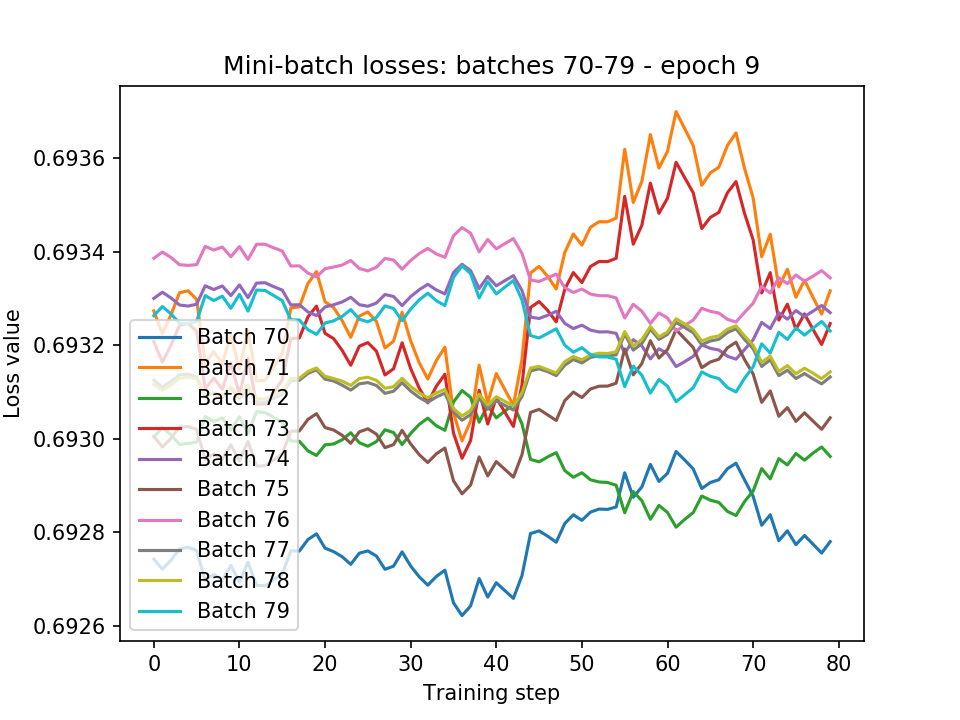 Mini-batch losses: batches 70-79 - epoch 9
Loss value
0.6936
0.6934
0.6932
0.6930
0.6928
0.6926
Batch 70
Batch 71
Batch 72
Batch 73
Batch 74
Batch 75
Batch 76
Batch 77
Batch 78
Batch 79
0 10 20 30 40 50 60 70 80
Training step